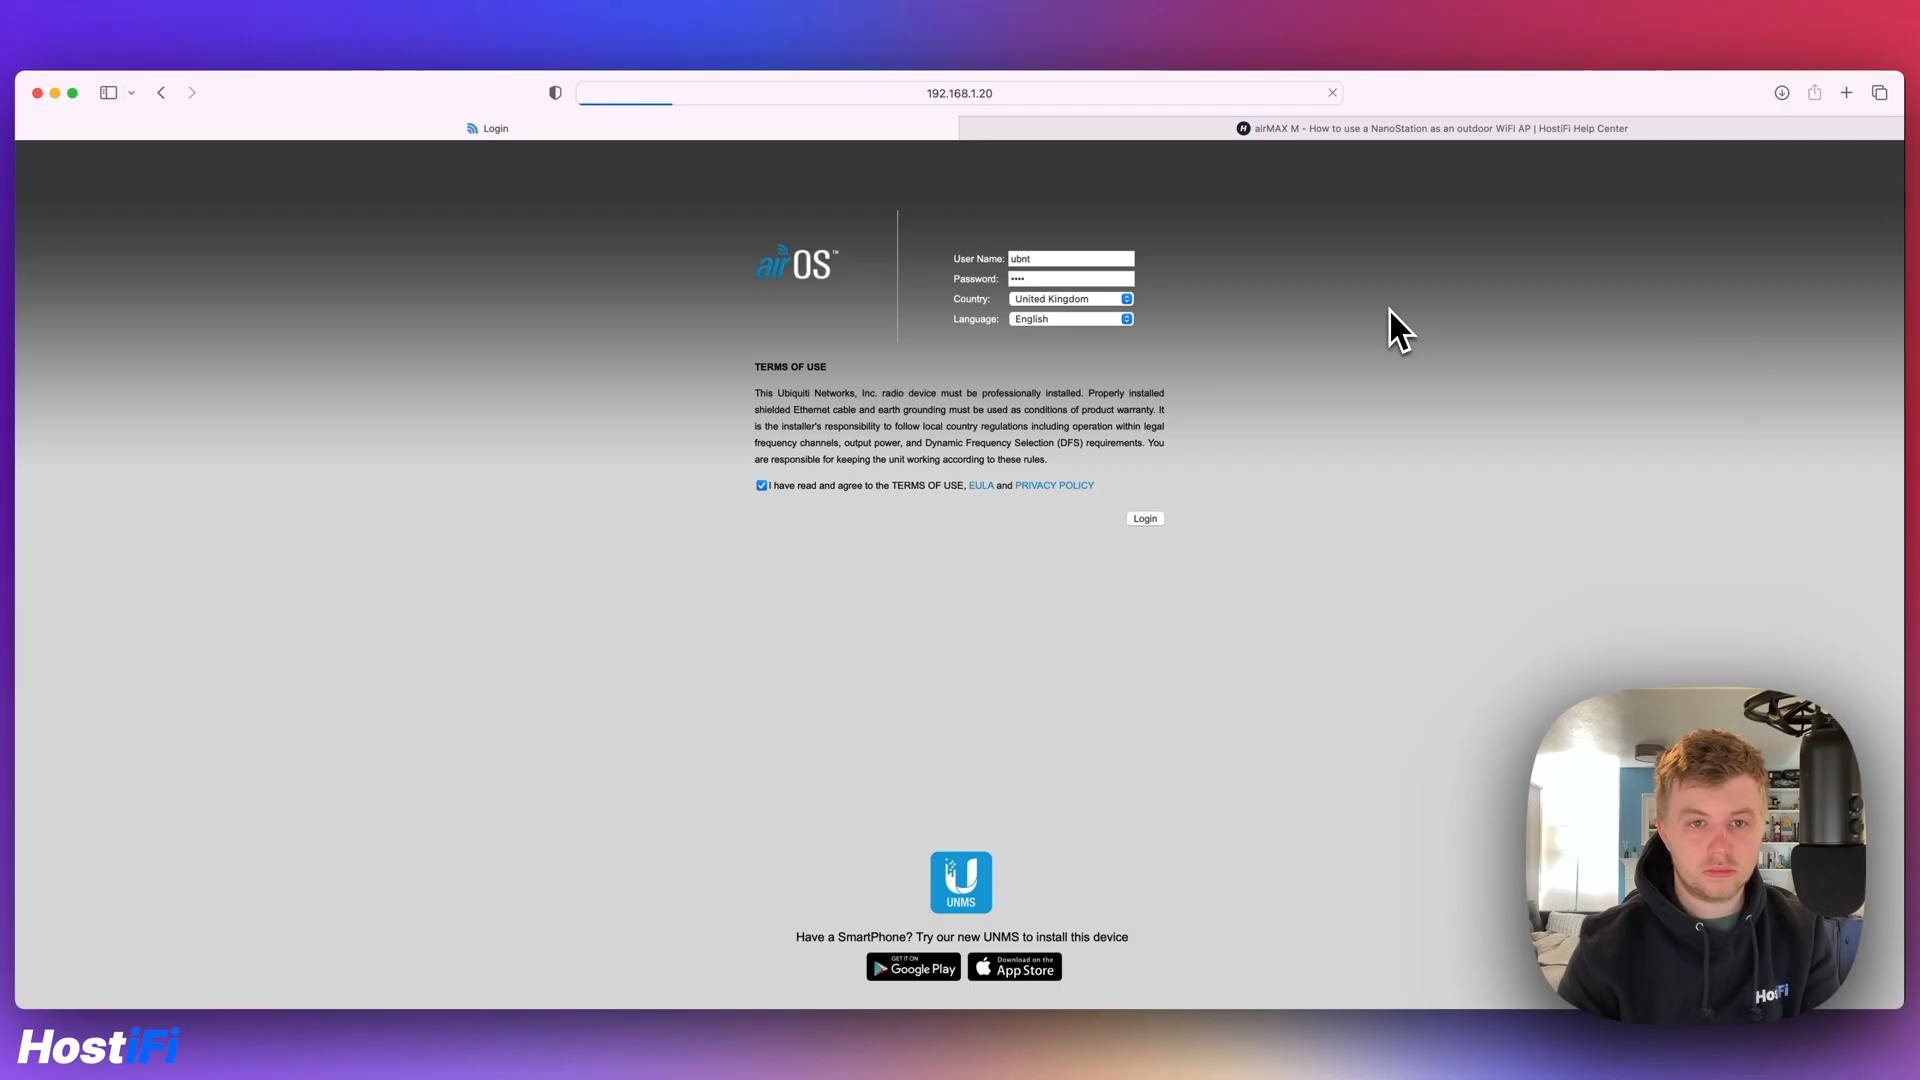 192.168.1.20
Login
H airMAX M - How to use a NanoStation as an outdoor WiFi AP | HostiFi Help Center
airOS™
User Name: ubnt
Password: ••••
Country: United Kingdom
Language: English
TERMS OF USE
This Ubiquiti Networks, Inc. radio device must be professionally installed. Properly installed
shielded Ethernet cable and earth grounding must be used as conditions of product warranty. It
is the installer's responsibility to follow local country regulations including operation within legal
frequency channels, output power, and Dynamic Frequency Selection (DFS) requirements. You
are responsible for keeping the unit working according to these rules.
I have read and agree to the TERMS OF USE, EULA and PRIVACY POLICY
Login
U
UNMS
Have a SmartPhone? Try our new UNMS to install this device
GET IT ON
Google Play
Download on the
App Store
HostiFi
HostiFi